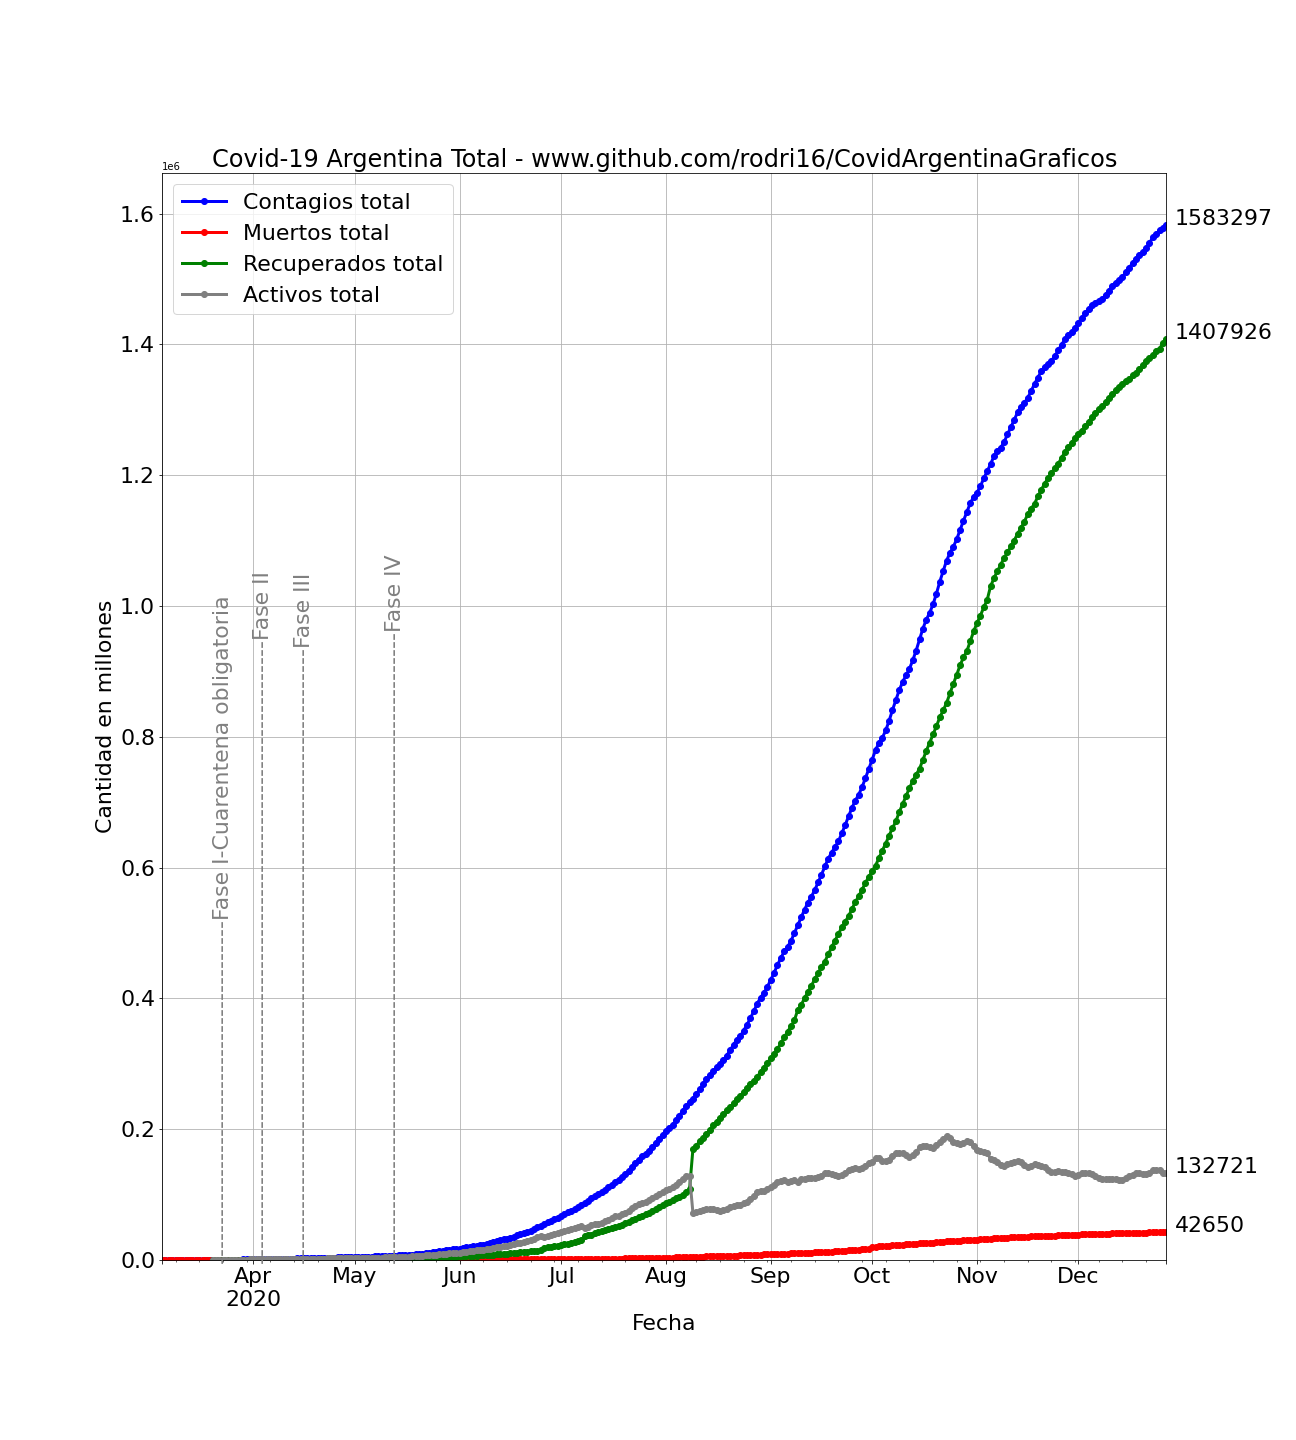 Covid-19 Argentina Total - www.github.com/rodri16/CovidArgentinaGraficos
1e6
Contagios total
Muertos total
Recuperados total
Activos total
1.6
1.4
1.2
1.0
0.8
0.6
0.4
0.2
0.0
Cantidad en millones
Fase I-Cuarentena obligatoria
Fase II
Fase III
Fase IV
1583297
1407926
132721
42650
Apr May Jun Jul Aug Sep Oct Nov Dec
2020
Fecha